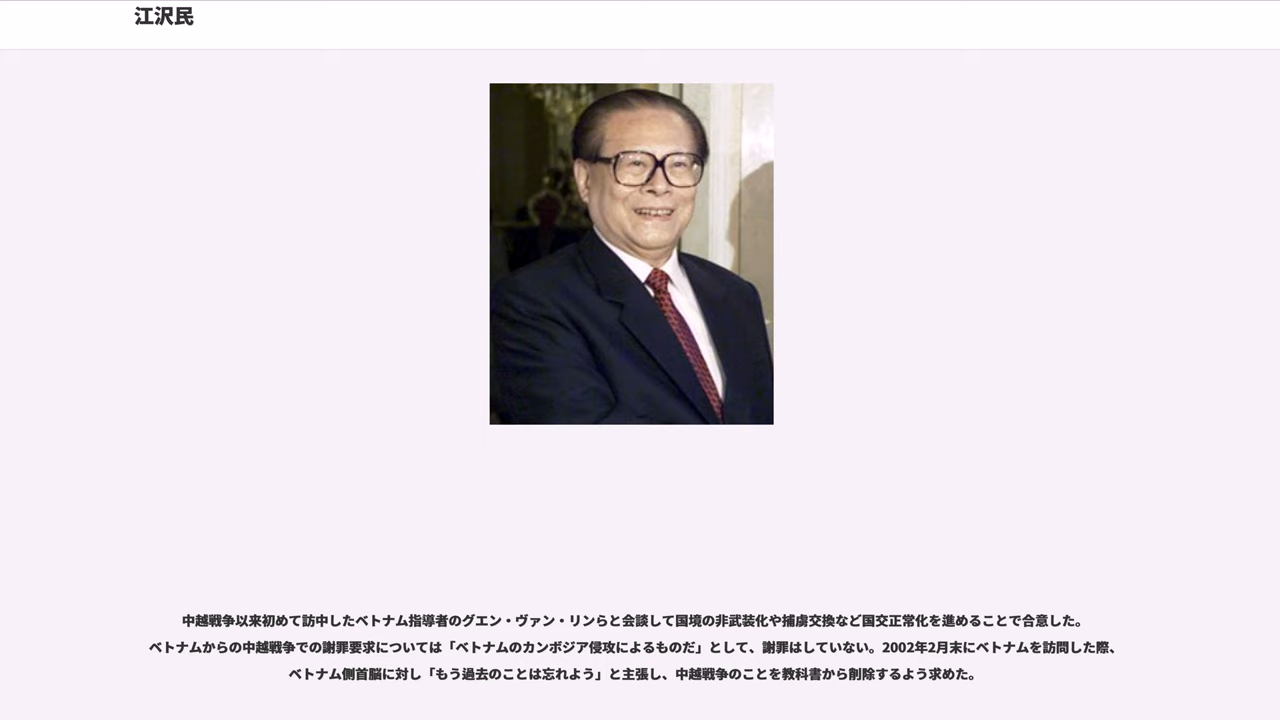 江沢民
中越戦争以来初めて訪中したベトナム指導者のグエン・ヴァン・リンらと会談して国境の非武装化や捕虜交換など国交正常化を進めることで合意した。
ベトナムからの中越戦争での謝罪要求については「ベトナムのカンボジア侵攻によるものだ」として、謝罪はしていない。2002年2月末にベトナムを訪問した際、
ベトナム側首脳に対し「もう過去のことは忘れよう」と主張し、中越戦争のことを教科書から削除するよう求めた。